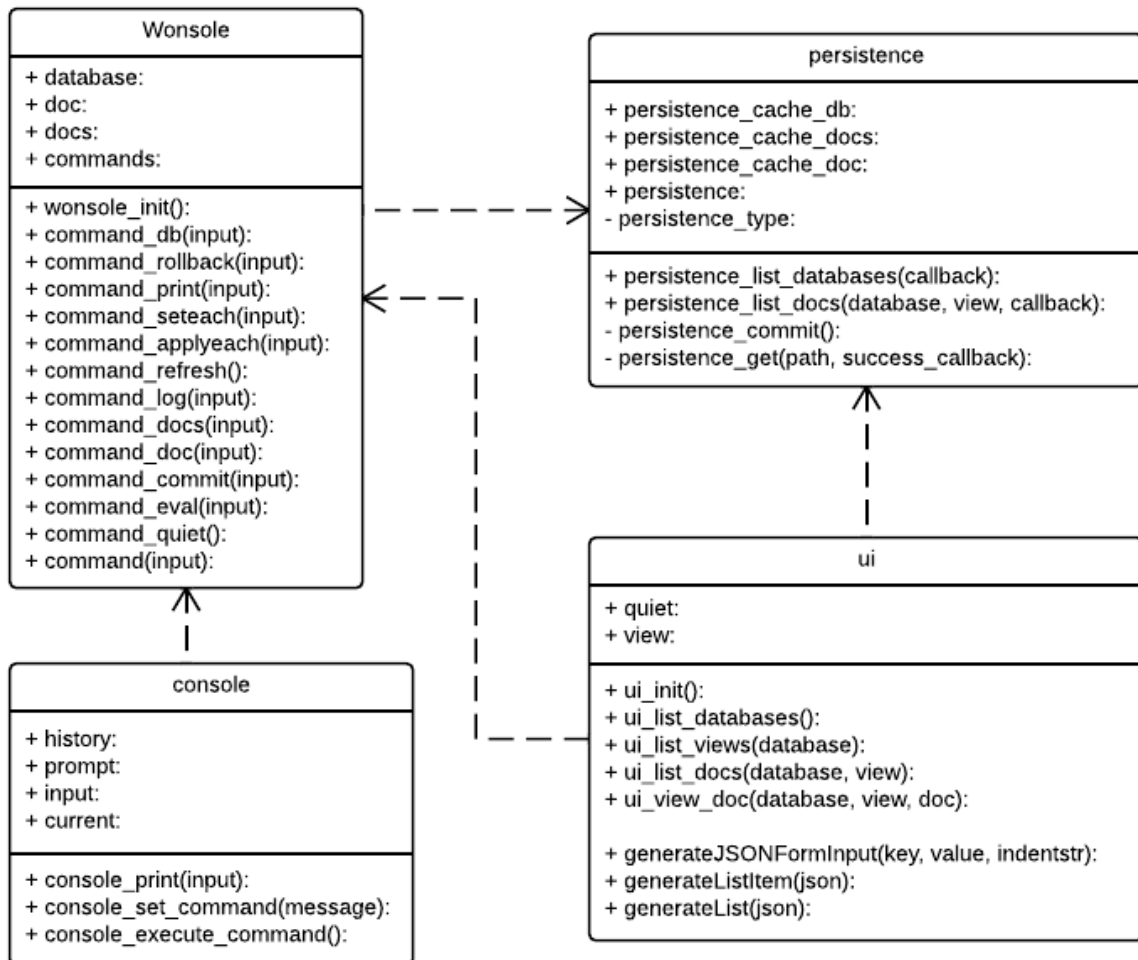 Wonsole
+ database:
+ doc:
+ docs:
+ commands:
+ wonsole_init():
+ command_db(input):
+ command_rollback(input):
+ command_print(input):
+ command_seteach(input):
+ command_applyeach(input):
+ command_refresh():
+ command_log(input):
+ command_docs(input):
+ command_doc(input):
+ command_commit(input):
+ command_eval(input):
+ command_quiet():
+ command(input):
persistence
+ persistence_cache_db:
+ persistence_cache_docs:
+ persistence_cache_doc:
+ persistence:
- persistence_type:
+ persistence_list_databases(callback):
+ persistence_list_docs(database, view, callback):
- persistence_commit():
- persistence_get(path, success_callback):
console
+ history:
+ prompt:
+ input:
+ current:
+ console_print(input):
+ console_set_command(message):
+ console_execute_command():
ui
+ quiet:
+ view:
+ ui_init():
+ ui_list_databases():
+ ui_list_views(database):
+ ui_list_docs(database, view):
+ ui_view_doc(database, view, doc):
+ generateJSONFormInput(key, value, indentstr):
+ generateListItem(json):
+ generateList(json):